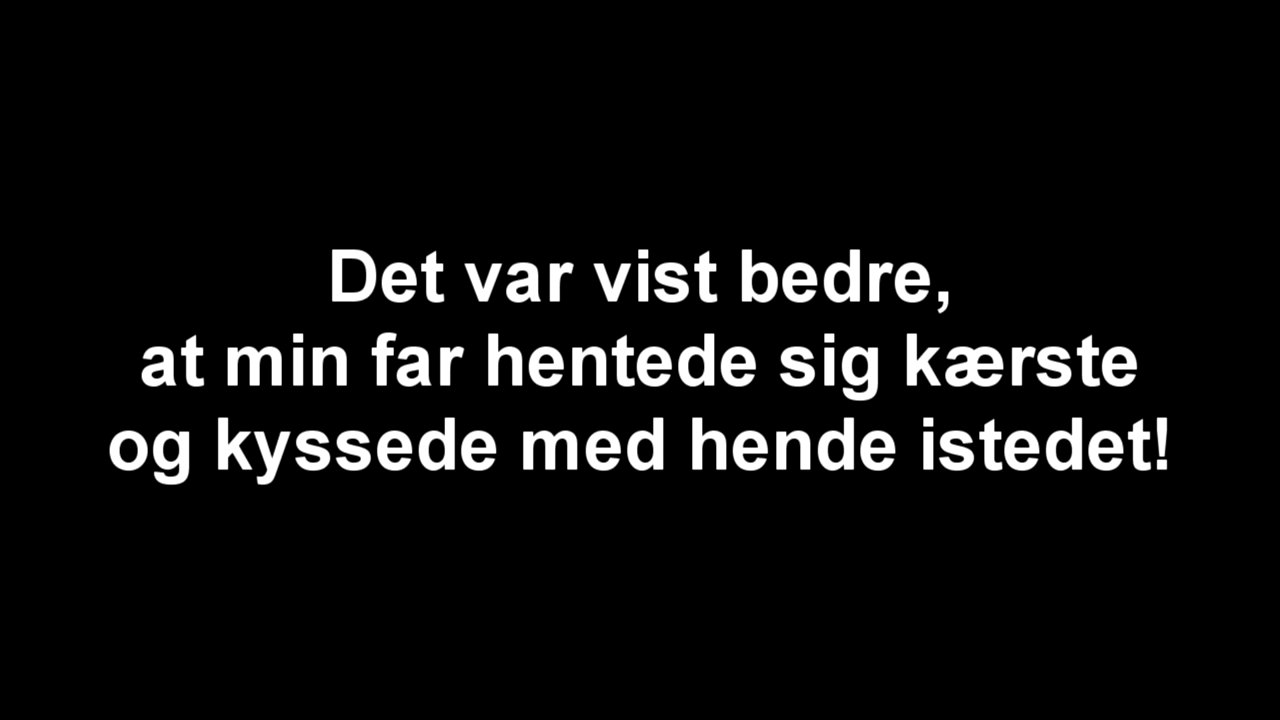 Det var vist bedre,
at min far hentede sig kærste
og kyssede med hende istedet!